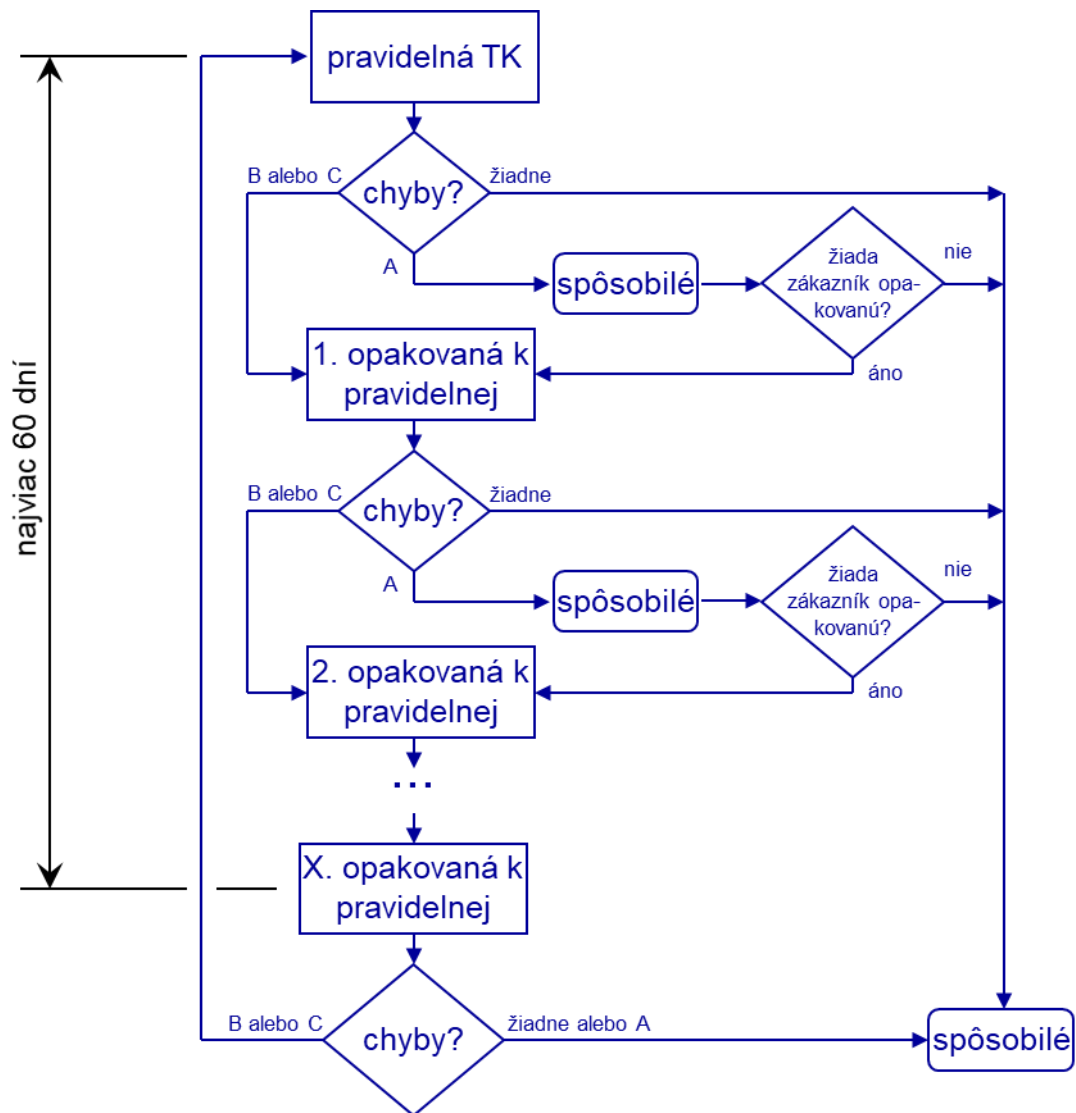 pravidelná TK
B alebo C
chyby?
žiadne
A
spôsobilé
žiada
zákazník opa-
kovanú?
nie
áno
1. opakovaná k
pravidelnej
najviac 60 dní
B alebo C
chyby?
žiadne
A
spôsobilé
žiada
zákazník opa-
kovanú?
nie
áno
2. opakovaná k
pravidelnej
...
X. opakovaná k
pravidelnej
B alebo C
chyby?
žiadne alebo A
spôsobilé